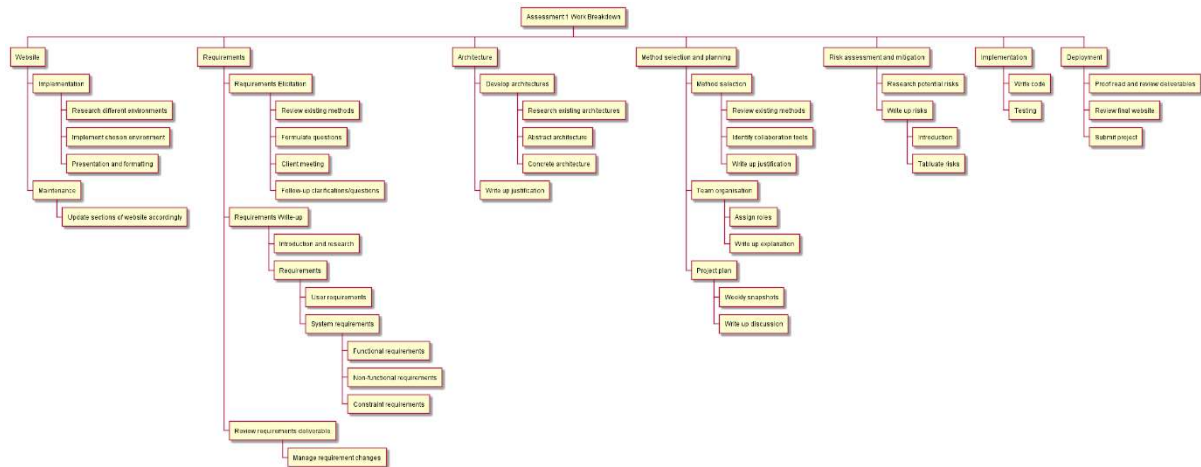 Assessment 1 Work Breakdown
Website
Implementation
Research different environments
Implement chosen environment
Presentation and formatting
Maintenance
Update sections of website accordingly
Requirements
Requirements Elicitation
Review existing methods
Formulate questions
Client meeting
Follow-up clarifications/questions
Requirements Write-up
Introduction and research
Requirements
User requirements
System requirements
Functional requirements
Non-functional requirements
Constraint requirements
Review requirements deliverable
Manage requirement changes
Architecture
Develop architectures
Research existing architectures
Abstract architecture
Concrete architecture
Write up justification
Method selection and planning
Method selection
Review existing methods
Identify collaboration tools
Write up justification
Team organisation
Assign roles
Write up explanation
Project plan
Weekly snapshots
Write up discussion
Risk assessment and mitigation
Research potential risks
Write up risks
Introduction
Tabluate risks
Implementation
Write code
Testing
Deployment
Proof read and review deliverables
Review final website
Submit project